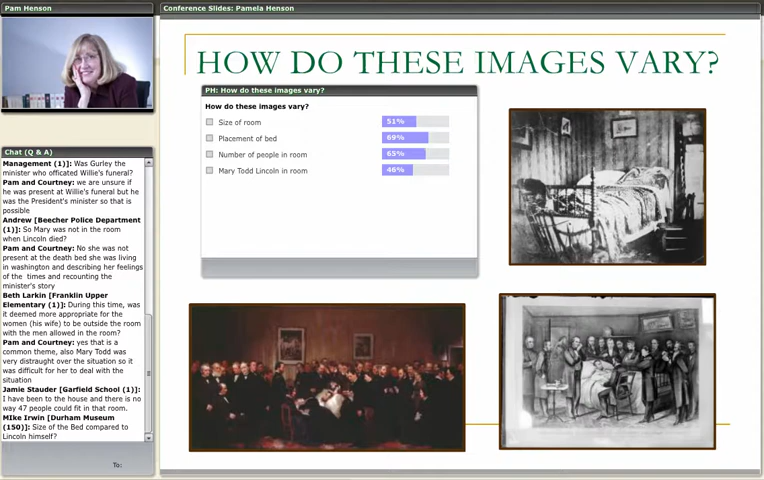 Pam Henson
Conference Slides: Pamela Henson
HOW DO THESE IMAGES VARY?
PH: How do these images vary?
How do these images vary?
Size of room 51%
Placement of bed 69%
Number of people in room 65%
Mary Todd Lincoln in room 46%
Chat (Q & A)
Management (1)]: Was Gurley the
minister who officated Willie's funeral?
Pam and Courtney: we are unsure if
he was present at Willie's funeral but he
was the President's minister so that is
possible
Andrew [Beecher Police Department
(1)]: So Mary was not in the room
when Lincoln died?
Pam and Courtney: No she was not
present at the death bed she was living
in washington and describing her feelings
of the times and recounting the
minister's story
Beth Larkin [Franklin Upper
Elementary (1)]: During this time, was
it deemed more appropriate for the
women (his wife) to be outside the room
with the men allowed in the room?
Pam and Courtney: yes that is a
common theme, also Mary Todd was
very distraught over the situation so it
was difficult for her to deal with the
situation
Jamie Stauder [Garfield School (1)]:
I have been to the house and there is no
way 47 people could fit in that room.
MIke Irwin [Durham Museum
(150)]: Size of the Bed compared to
Lincoln himself?
To: